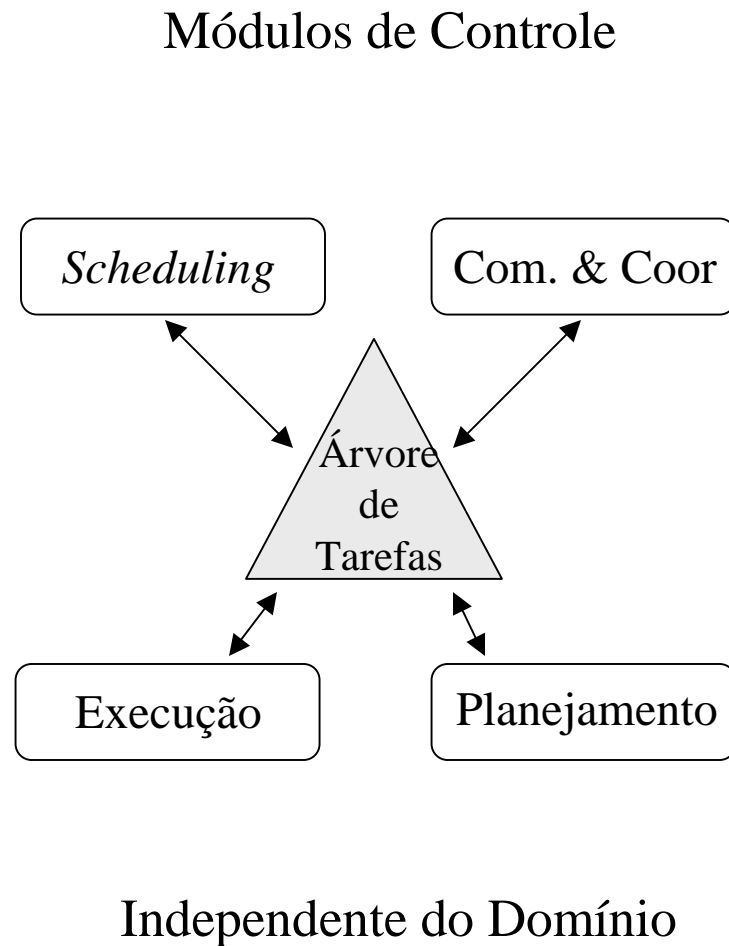 Módulos de Controle
Scheduling
Com. & Coor
Árvore
de
Tarefas
Execução
Planejamento
Independente do Domínio